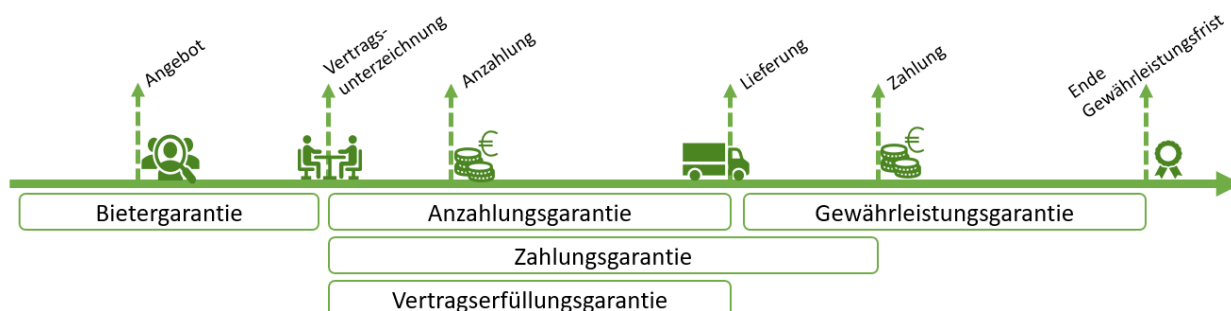 Angebot
Vertrags-
unterzeichnung
Anzahlung
Lieferung
Zahlung
Ende
Gewährleistungsfrist
€
€
Bietergarantie
Anzahlungsgarantie
Gewährleistungsgarantie
Zahlungsgarantie
Vertragserfüllungsgarantie